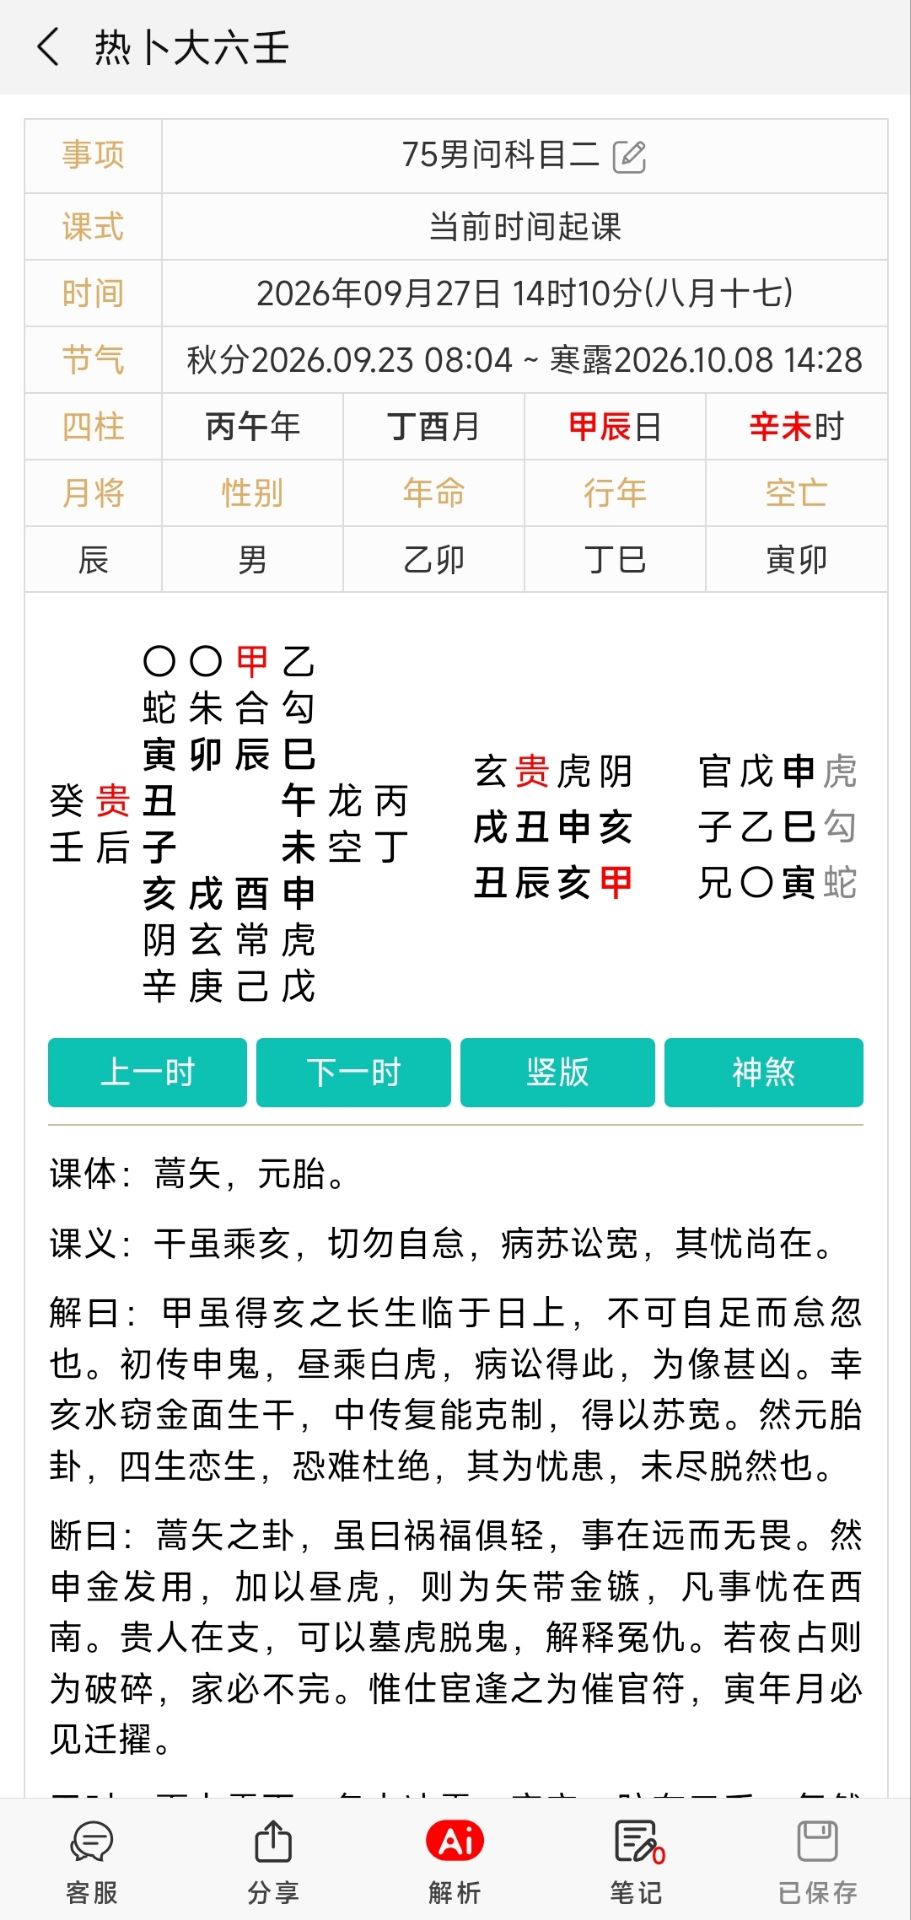 热卜大六壬
事项 75男问科目二
课式 当前时间起课
时间 2026年09月27日 14时10分(八月十七)
节气 秋分2026.09.23 08:04 ~ 寒露2026.10.08 14:28
四柱 丙午年 丁酉月 甲辰日 辛未时
月将 性别 年命 行年 空亡
辰 男 乙卯 丁巳 寅卯
〇〇甲乙
蛇朱合勾
寅卯辰巳
癸贵丑 午龙丙
壬后子 未空丁
亥戌酉申
阴玄常虎
辛庚己戊
玄贵虎阴
戌丑申亥
丑辰亥甲
官戊申虎
子乙巳勾
兄〇寅蛇
上一时 下一时 竖版 神煞
课体：蒿矢，元胎。
课义：干虽乘亥，切勿自怠，病苏讼宽，其忧尚在。
解曰：甲虽得亥之长生临于日上，不可自足而怠忽
也。初传申鬼，昼乘白虎，病讼得此，为像甚凶。幸
亥水窃金面生干，中传复能克制，得以苏宽。然元胎
卦，四生恋生，恐难杜绝，其为忧患，未尽脱然也。
断曰：蒿矢之卦，虽曰祸福俱轻，事在远而无畏。然
申金发用，加以昼虎，则为矢带金镞，凡事忧在西
南。贵人在支，可以墓虎脱鬼，解释冤仇。若夜占则
为破碎，家必不完。惟仕宦逢之为催官符，寅年月必
见迁擢。
客服 分享 Ai 解析 笔记 0 已保存